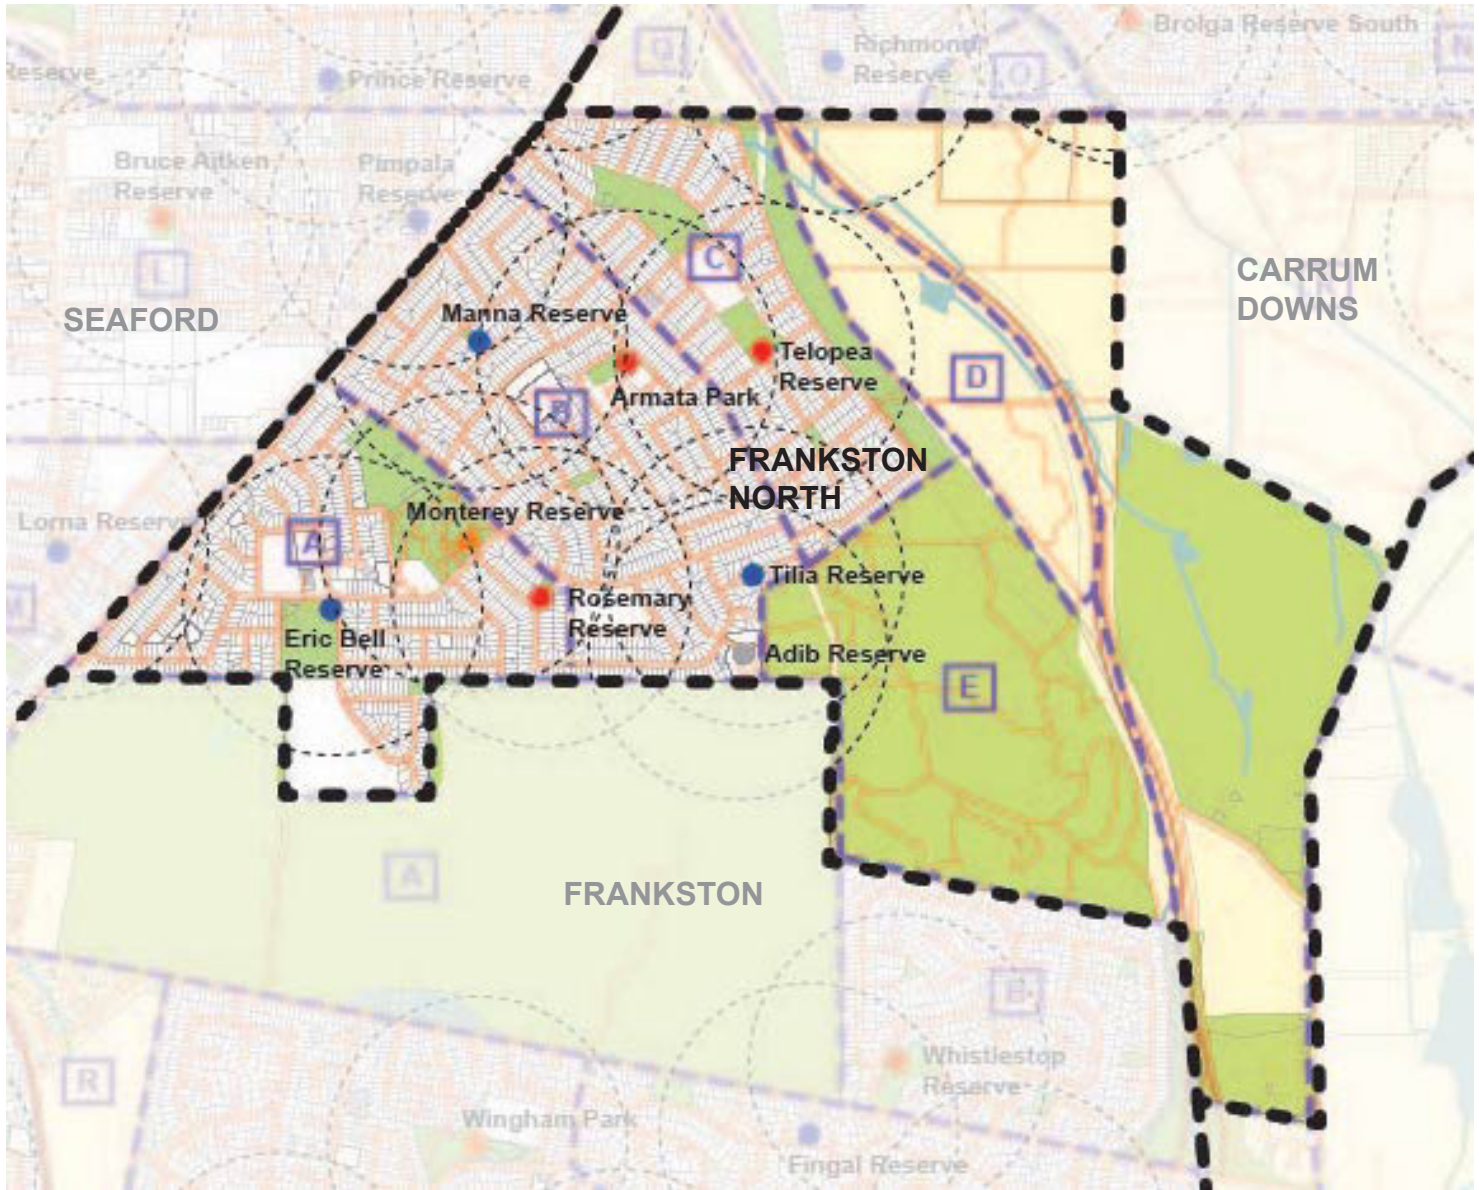 Brolga Reserve South
N
Q
Richmond
Reserve
O
Reserve
Prince Reserve
Bruce Aitken
Reserve
Pimpala
Reserve
L
C
CARRUM
DOWNS
SEAFORD
Manna Reserve
Telopea
Reserve
D
Armata Park
B
FRANKSTON
NORTH
Lorna Reserve
Monterey Reserve
A
Tilia Reserve
M
Rosemary
Reserve
Eric Bell
Reserve
Adib Reserve
E
A
FRANKSTON
B
Whistlestop
Reserve
R
Wingham Park
Fingal Reserve